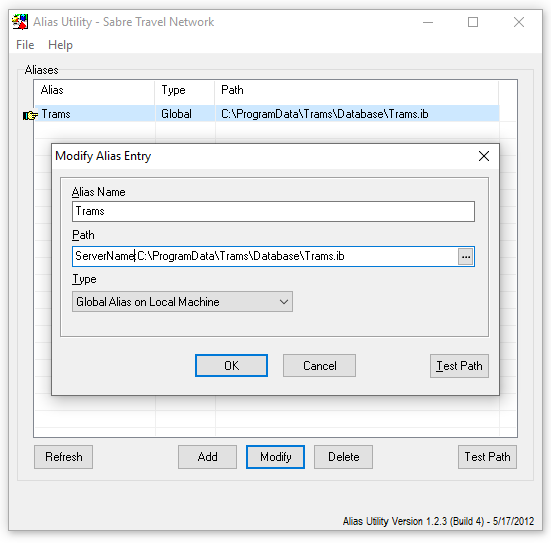 Alias Utility - Sabre Travel Network
File Help
Aliases
Alias Type Path
Trams Global C:\ProgramData\Trams\Database\Trams.ib
Modify Alias Entry
Alias Name
Trams
Path
ServerName:C:\ProgramData\Trams\Database\Trams.ib ...
Type
Global Alias on Local Machine
OK Cancel Test Path
Refresh Add Modify Delete Test Path
Alias Utility Version 1.2.3 (Build 4) - 5/17/2012